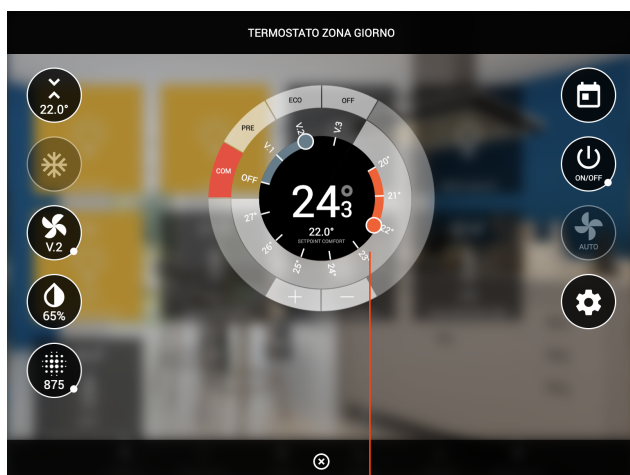 TERMOSTATO ZONA GIORNO
22.0°
V.2
65%
875
COM
PRE
ECO
OFF
OFF
V.1
V.2
V.3
20°
21°
22°
23°
24°
25°
26°
27°
24°3
22.0°
SETPOINT COMFORT
+
−
ON/OFF
AUTO